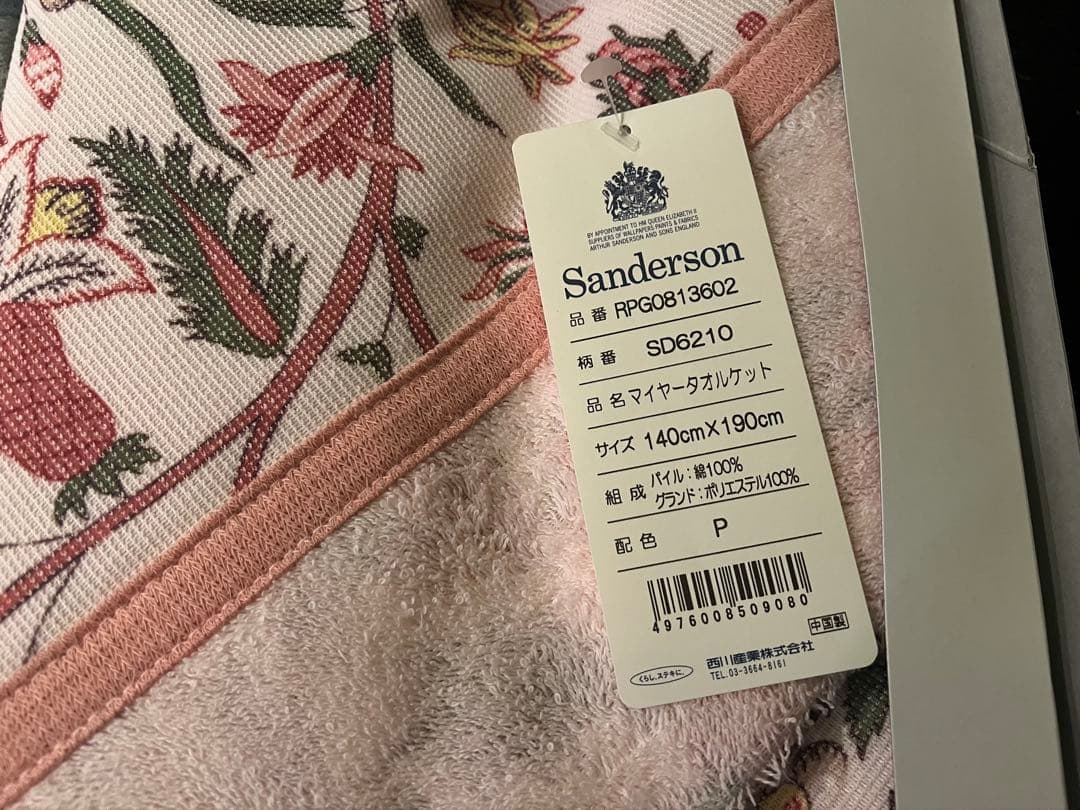 BY APPOINTMENT TO HM QUEEN ELIZABETH II
SUPPLIERS OF WALLPAPERS PAINTS & FABRICS
ARTHUR SANDERSON AND SONS ENGLAND
Sanderson
品番 RPG0813602
柄番 SD6210
品名 マイヤータオルケット
サイズ 140cm×190cm
組成 パイル:綿100%
グランド:ポリエステル100%
配色 P
4976008509080
中国製
くらし、ステキに。
西川産業株式会社
TEL.03-3664-8161